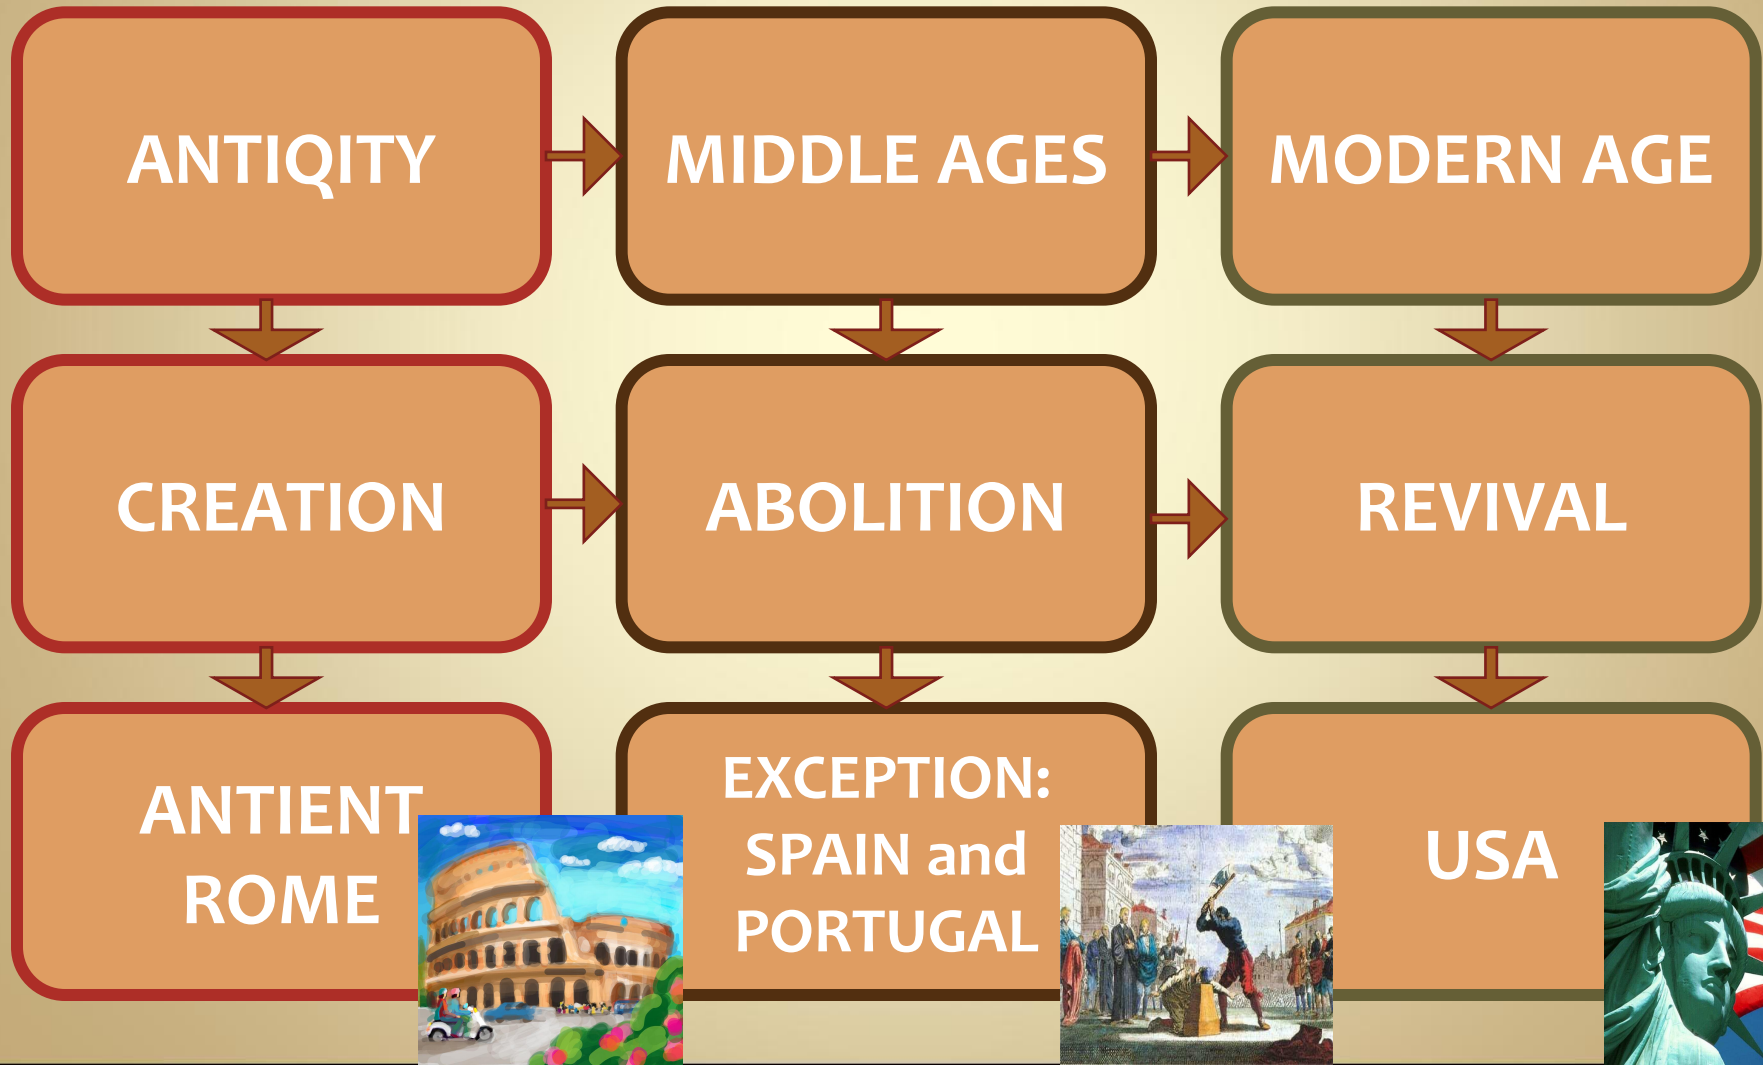 ANTIQITY
MIDDLE AGES
MODERN AGE
CREATION
ABOLITION
REVIVAL
ANTIENT
ROME
EXCEPTION:
SPAIN and
PORTUGAL
USA